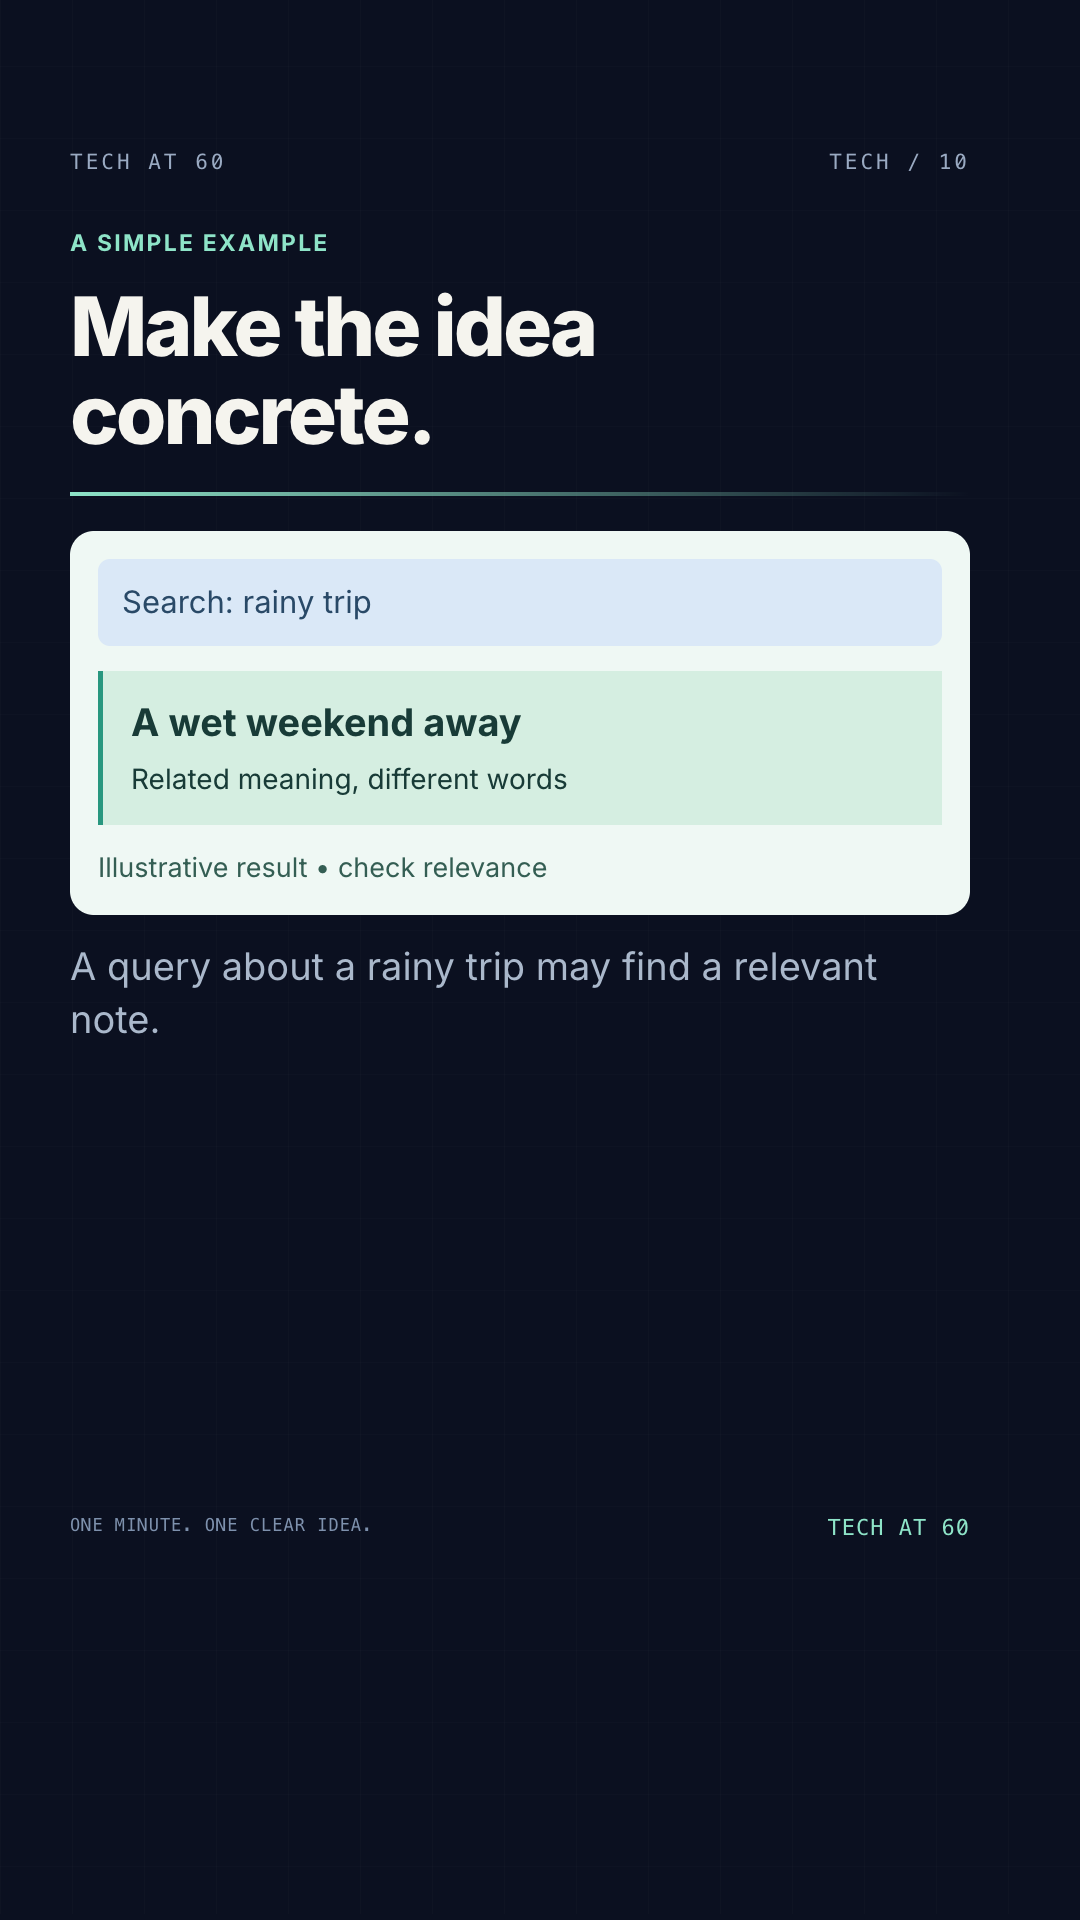 TECH AT 60
TECH / 10
A SIMPLE EXAMPLE
Make the idea
concrete.
Search: rainy trip
A wet weekend away
Related meaning, different words
Illustrative result • check relevance
A query about a rainy trip may find a relevant
note.
ONE MINUTE. ONE CLEAR IDEA.
TECH AT 60